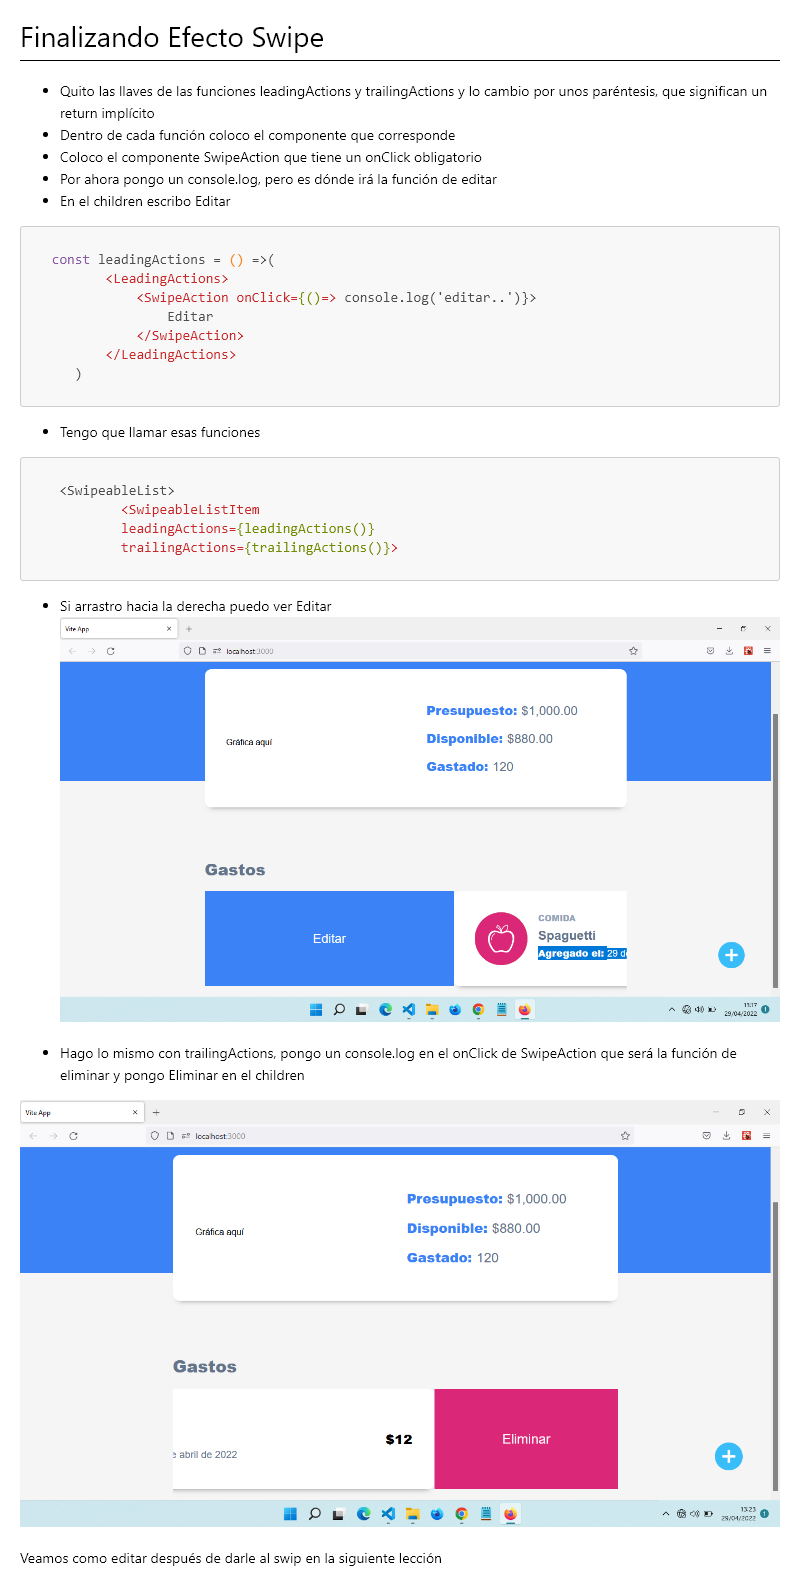 Finalizando Efecto Swipe
Quito las llaves de las funciones leadingActions y trailingActions y lo cambio por unos paréntesis, que significan un
return implícito
Dentro de cada función coloco el componente que corresponde
Coloco el componente SwipeAction que tiene un onClick obligatorio
Por ahora pongo un console.log, pero es dónde irá la función de editar
En el children escribo Editar
const leadingActions = () =>(
<LeadingActions>
<SwipeAction onClick={()=> console.log('editar..')}>
Editar
</SwipeAction>
</LeadingActions>
)
Tengo que llamar esas funciones
<SwipeableList>
<SwipeableListItem
leadingActions={leadingActions()}
trailingActions={trailingActions()}>
Si arrastro hacia la derecha puedo ver Editar
Vite App
localhost:3000
Presupuesto: $1,000.00
Gráfica aquí
Disponible: $880.00
Gastado: 120
Gastos
Editar
COMIDA
Spaguetti
Agregado el: 29 de
11:17
29/04/2022
Hago lo mismo con trailingActions, pongo un console.log en el onClick de SwipeAction que será la función de
eliminar y pongo Eliminar en el children
Vite App
localhost:3000
Presupuesto: $1,000.00
Gráfica aquí
Disponible: $880.00
Gastado: 120
Gastos
$12
e abril de 2022
Eliminar
13:23
29/04/2022
Veamos como editar después de darle al swip en la siguiente lección